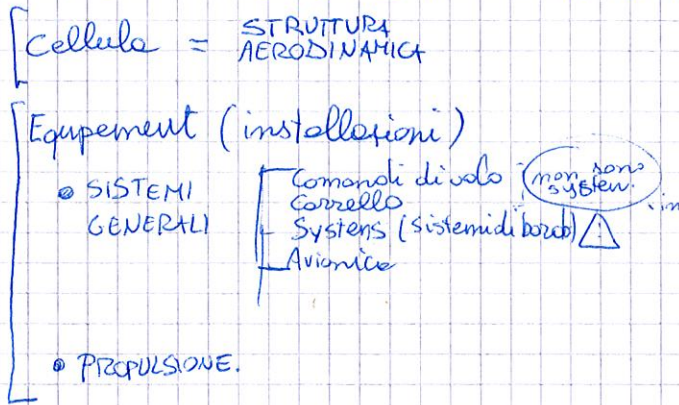 Cellula = STRUTTURA
AERODINAMICA
Equpement (installazioni)
• SISTEMI
GENERALI
Comandi di volo
non sono
system.
Carrello
Systems (sistemi di bordo)
Avionica
• PROPULSIONE.